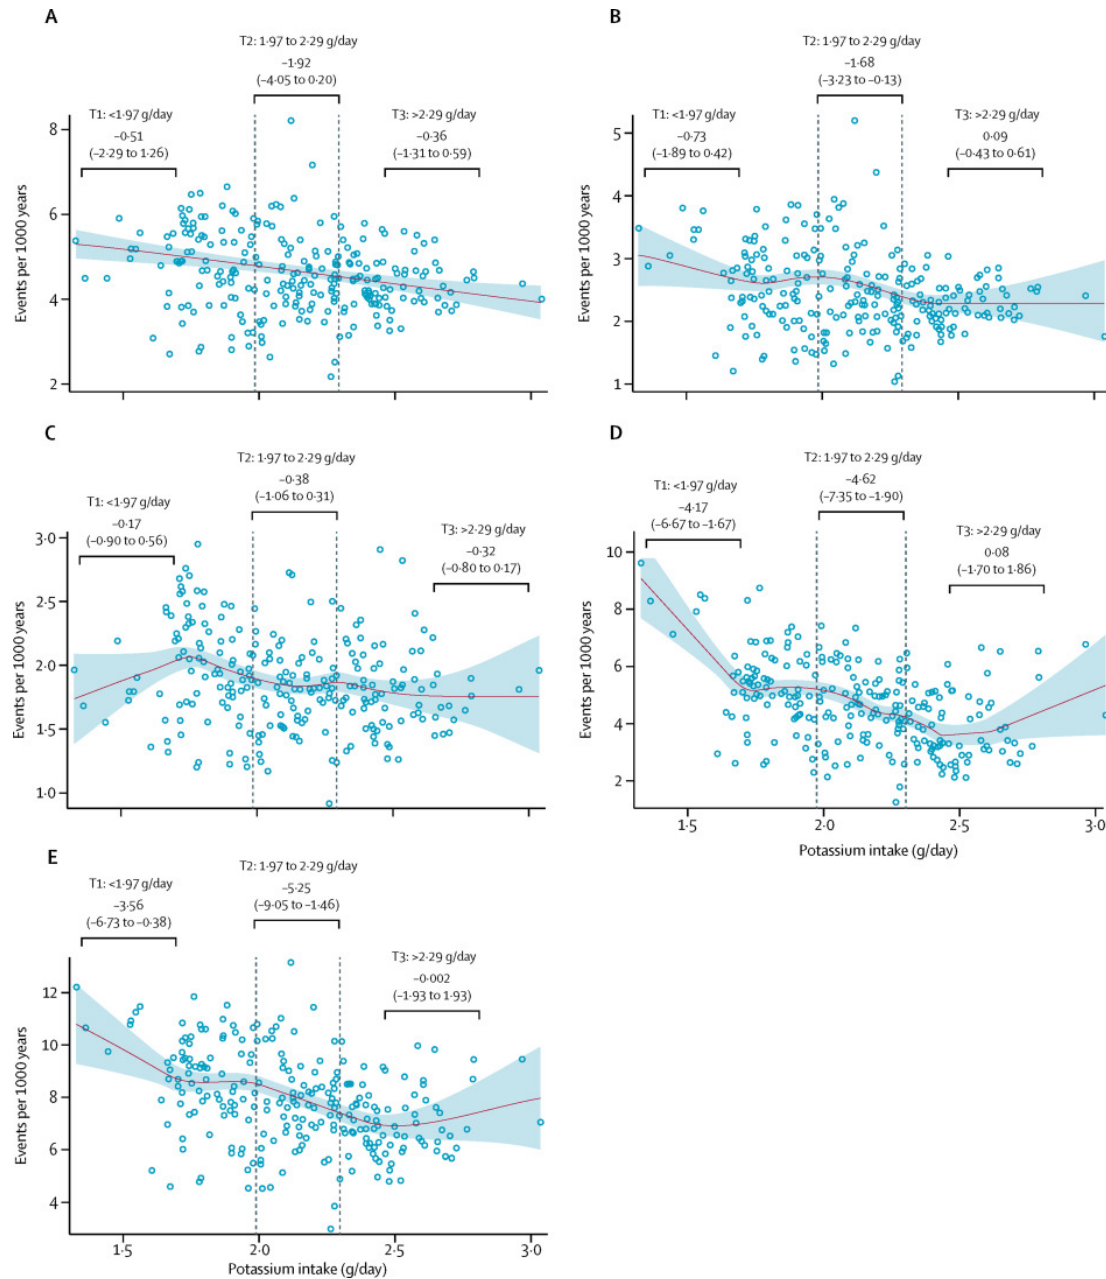 A
T2: 1·97 to 2·29 g/day
–1·92
(–4·05 to 0·20)
T1: <1·97 g/day
–0·51
(–2·29 to 1·26)
T3: >2·29 g/day
–0·36
(–1·31 to 0·59)
Events per 1000 years
8
6
4
2
B
T2: 1·97 to 2·29 g/day
–1·68
(–3·23 to –0·13)
T1: <1·97 g/day
–0·73
(–1·89 to 0·42)
T3: >2·29 g/day
0·09
(–0·43 to 0·61)
Events per 1000 years
5
4
3
2
1
C
T2: 1·97 to 2·29 g/day
–0·38
(–1·06 to 0·31)
T1: <1·97 g/day
–0·17
(–0·90 to 0·56)
T3: >2·29 g/day
–0·32
(–0·80 to 0·17)
Events per 1000 years
3·0
2·5
2·0
1·5
1·0
D
T2: 1·97 to 2·29 g/day
–4·62
(–7·35 to –1·90)
T1: <1·97 g/day
–4·17
(–6·67 to –1·67)
T3: >2·29 g/day
0·08
(–1·70 to 1·86)
Events per 1000 years
10
8
6
4
2
1·5
2·0
2·5
3·0
Potassium intake (g/day)
E
T2: 1·97 to 2·29 g/day
–5·25
(–9·05 to –1·46)
T1: <1·97 g/day
–3·56
(–6·73 to –0·38)
T3: >2·29 g/day
–0·002
(–1·93 to 1·93)
Events per 1000 years
12
10
8
6
4
1·5
2·0
2·5
3·0
Potassium intake (g/day)